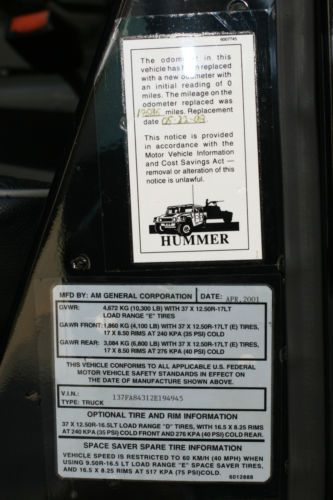 6007745
The odometer in this
vehicle has been replaced
with a new odometer with
an initial reading of 0
miles. The mileage on the
odometer replaced was
miles. Replacement
date 05-22-09
This notice is provided
in accordance with the
Motor Vehicle Information
and Cost Savings Act —
removal or alteration of this
notice is unlawful.
HUMMER
MFD BY: AM GENERAL CORPORATION DATE: APR, 2001
GVWR: 4,672 KG (10,300 LB) WITH 37 X 12.50R-17LT
LOAD RANGE "E" TIRES
GAWR FRONT: 1,860 KG (4,100 LB) WITH 37 X 12.50R-17LT (E) TIRES,
17 X 8.50 RIMS AT 240 KPA (35 PSI) COLD
GAWR REAR: 3,084 KG (6,800 LB) WITH 37 X 12.50R-17LT (E) TIRES,
17 X 8.50 RIMS AT 276 KPA (40 PSI) COLD
THIS VEHICLE CONFORMS TO ALL APPLICABLE U.S. FEDERAL
MOTOR VEHICLE SAFETY STANDARDS IN EFFECT ON
THE DATE OF MANUFACTURE SHOWN ABOVE.
V.I.N.: 137FA84312E194945
TYPE: TRUCK
OPTIONAL TIRE AND RIM INFORMATION
37 X 12.50R-16.5LT LOAD RANGE "D" TIRES, WITH 16.5 X 8.25 RIMS
AT 240 KPA (35 PSI) COLD FRONT AND 276 KPA (40 PSI) COLD REAR.
SPACE SAVER SPARE TIRE INFORMATION
VEHICLE SPEED IS RESTRICTED TO 60 KM/H (40 MPH) WHEN
USING 9.50R-16.5 LT LOAD RANGE "E" SPACE SAVER TIRES,
AND 16.5 X 8.25 RIMS AT 517 KPA (75 PSI) COLD.
6012888